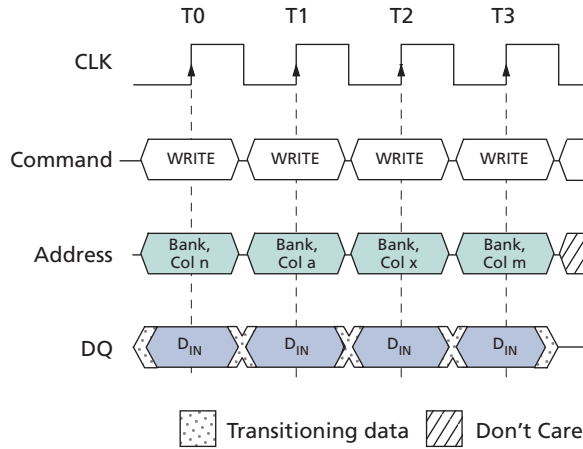 T0 T1 T2 T3
CLK
Command WRITE WRITE WRITE WRITE
Address Bank, Col n Bank, Col a Bank, Col x Bank, Col m
DQ DIN DIN DIN DIN
Transitioning data Don't Care